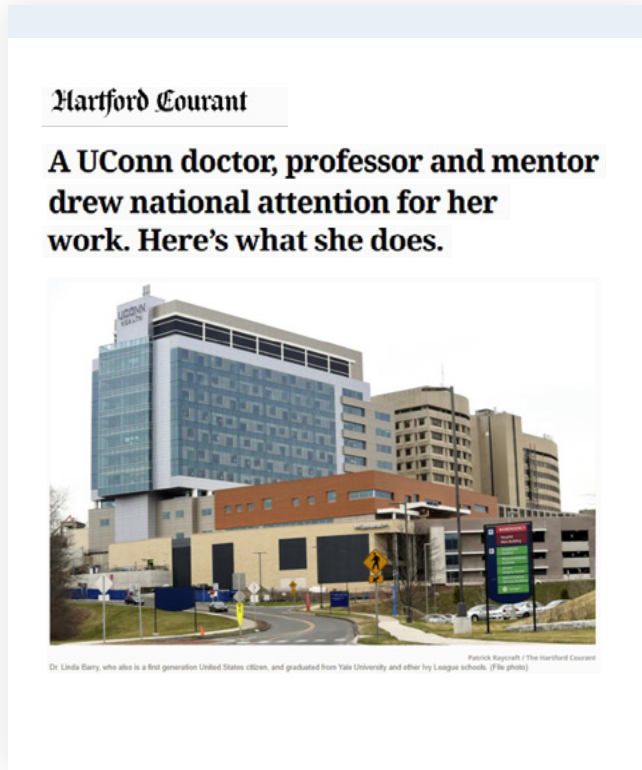 Hartford Courant
A UConn doctor, professor and mentor
drew national attention for her
work. Here’s what she does.
UCONN
HEALTH
EMERGENCY
Patrick Raycraft / The Hartford Courant
Dr. Linda Barry, who also is a first generation United States citizen, and graduated from Yale University and other Ivy League schools. (File photo)